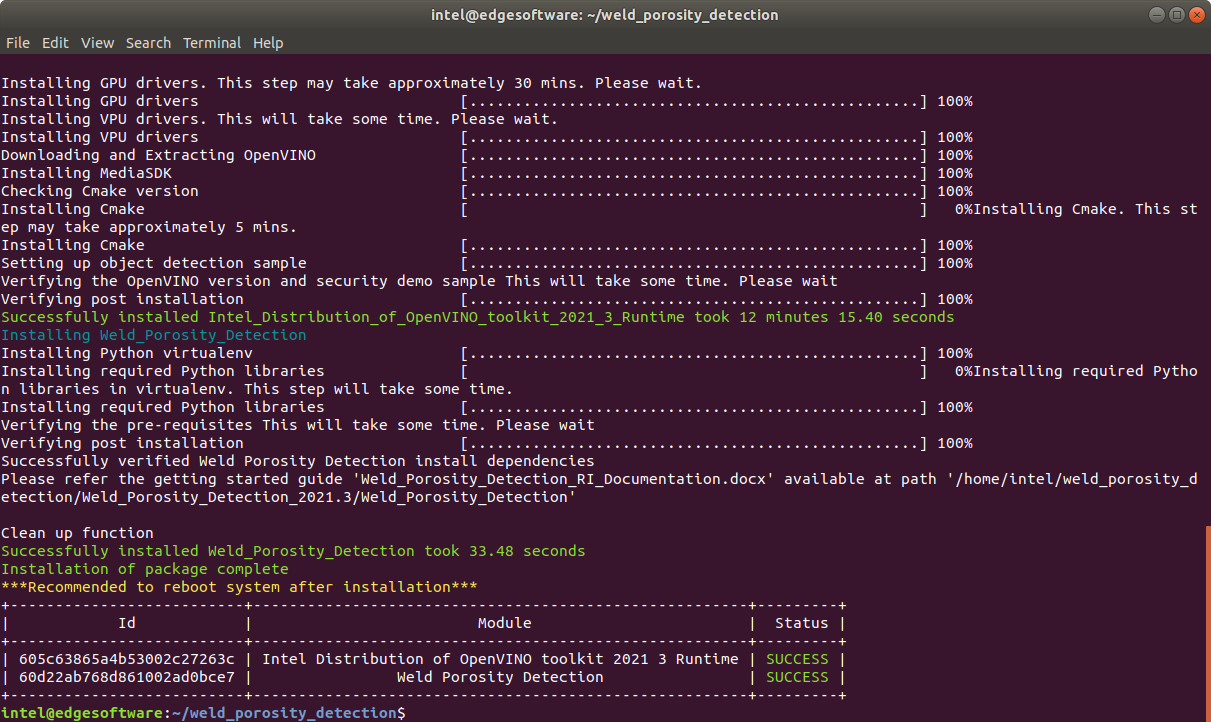 intel@edgesoftware: ~/weld_porosity_detection
File Edit View Search Terminal Help
Installing GPU drivers. This step may take approximately 30 mins. Please wait.
Installing GPU drivers [..................................................] 100%
Installing VPU drivers. This will take some time. Please wait.
Installing VPU drivers [..................................................] 100%
Downloading and Extracting OpenVINO [..................................................] 100%
Installing MediaSDK [..................................................] 100%
Checking Cmake version [..................................................] 100%
Installing Cmake [ ] 0%Installing Cmake. This st
ep may take approximately 5 mins.
Installing Cmake [..................................................] 100%
Setting up object detection sample [..................................................] 100%
Verifying the OpenVINO version and security demo sample This will take some time. Please wait
Verifying post installation [..................................................] 100%
Successfully installed Intel_Distribution_of_OpenVINO_toolkit_2021_3_Runtime took 12 minutes 15.40 seconds
Installing Weld_Porosity_Detection
Installing Python virtualenv [..................................................] 100%
Installing required Python libraries [ ] 0%Installing required Pytho
n libraries in virtualenv. This step will take some time.
Installing required Python libraries [..................................................] 100%
Verifying the pre-requisites This will take some time. Please wait
Verifying post installation [..................................................] 100%
Successfully verified Weld Porosity Detection install dependencies
Please refer the getting started guide 'Weld_Porosity_Detection_RI_Documentation.docx' available at path '/home/intel/weld_porosity_d
etection/Weld_Porosity_Detection_2021.3/Weld_Porosity_Detection'
Clean up function
Successfully installed Weld_Porosity_Detection took 33.48 seconds
Installation of package complete
***Recommended to reboot system after installation***
+--------------------------+-------------------------------------------------------+---------+
| Id | Module | Status |
+--------------------------+-------------------------------------------------------+---------+
| 605c63865a4b53002c27263c | Intel Distribution of OpenVINO toolkit 2021 3 Runtime | SUCCESS |
| 60d22ab768d861002ad0bce7 | Weld Porosity Detection | SUCCESS |
+--------------------------+-------------------------------------------------------+---------+
intel@edgesoftware:~/weld_porosity_detection$